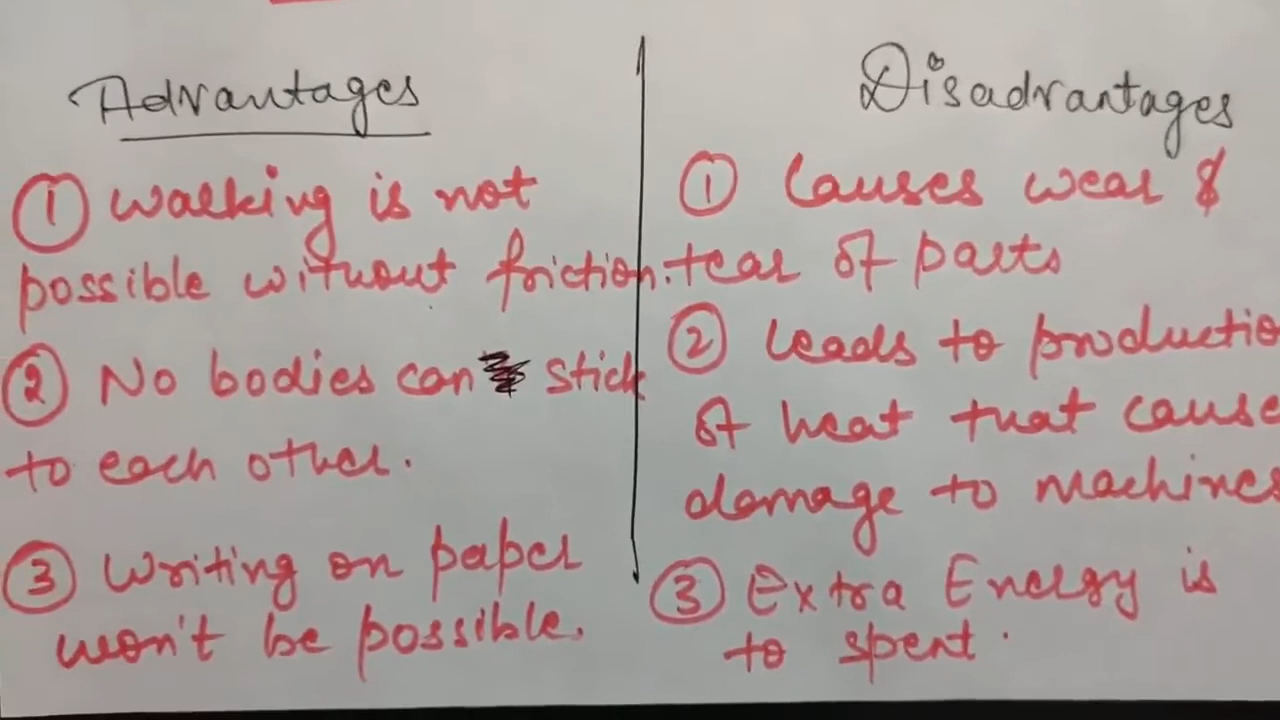 Advantages
① Walking is not
possible without friction.
② No bodies can stick
to each other.
③ Writing on paper
won't be possible.
Disadvantages
① Causes wear &
tear of parts
② Leads to productio
of heat that cause
damage to machines
③ Extra Energy is
to spent.